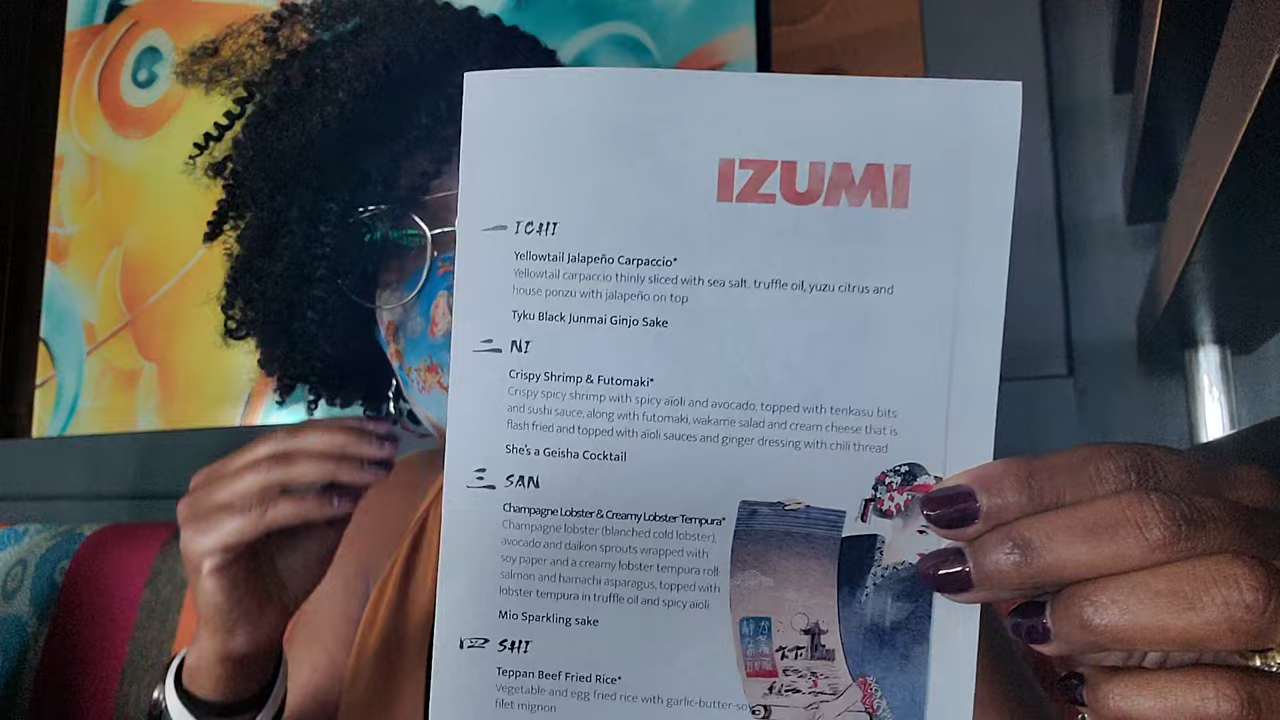 IZUMI
一 ICHI
Yellowtail Jalapeño Carpaccio*
Yellowtail carpaccio thinly sliced with sea salt, truffle oil, yuzu citrus and
house ponzu with jalapeño on top
Tyku Black Junmai Ginjo Sake
二 NI
Crispy Shrimp & Futomaki*
Crispy spicy shrimp with spicy aïoli and avocado, topped with tenkasu bits
and sushi sauce, along with futomaki, wakame salad and cream cheese that is
flash fried and topped with aïoli sauces and ginger dressing with chili thread
She's a Geisha Cocktail
三 SAN
Champagne Lobster & Creamy Lobster Tempura*
Champagne lobster (blanched cold lobster),
avocado and daikon sprouts wrapped with
soy paper and a creamy lobster tempura roll
salmon and hamachi asparagus, topped with
lobster tempura in truffle oil and spicy aïoli
Mio Sparkling sake
四 SHI
Teppan Beef Fried Rice*
Vegetable and egg fried rice with garlic-butter-soy
filet mignon